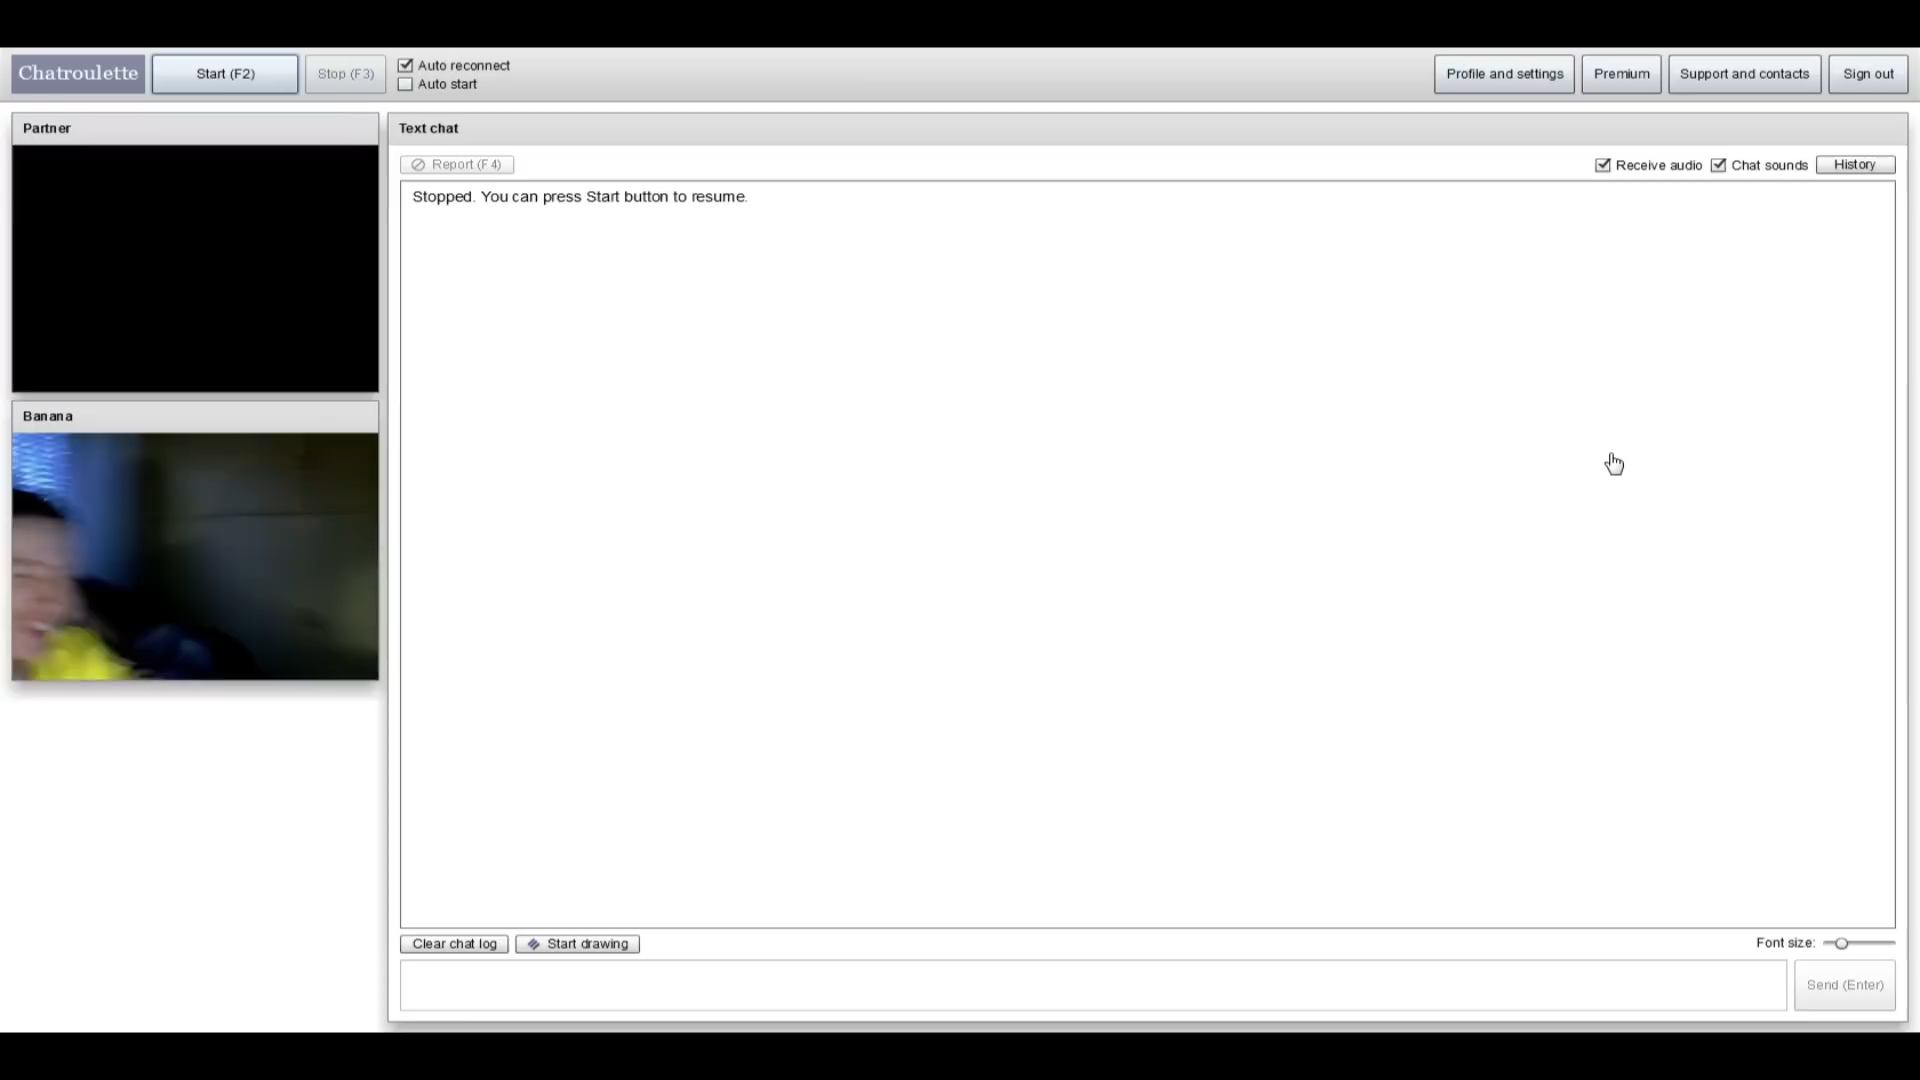 Chatroulette
Start (F2)
Stop (F3)
Auto reconnect
Auto start
Profile and settings
Premium
Support and contacts
Sign out
Partner
Text chat
Report (F4)
Receive audio
Chat sounds
History
Stopped. You can press Start button to resume.
Banana
Clear chat log
Start drawing
Font size:
Send (Enter)